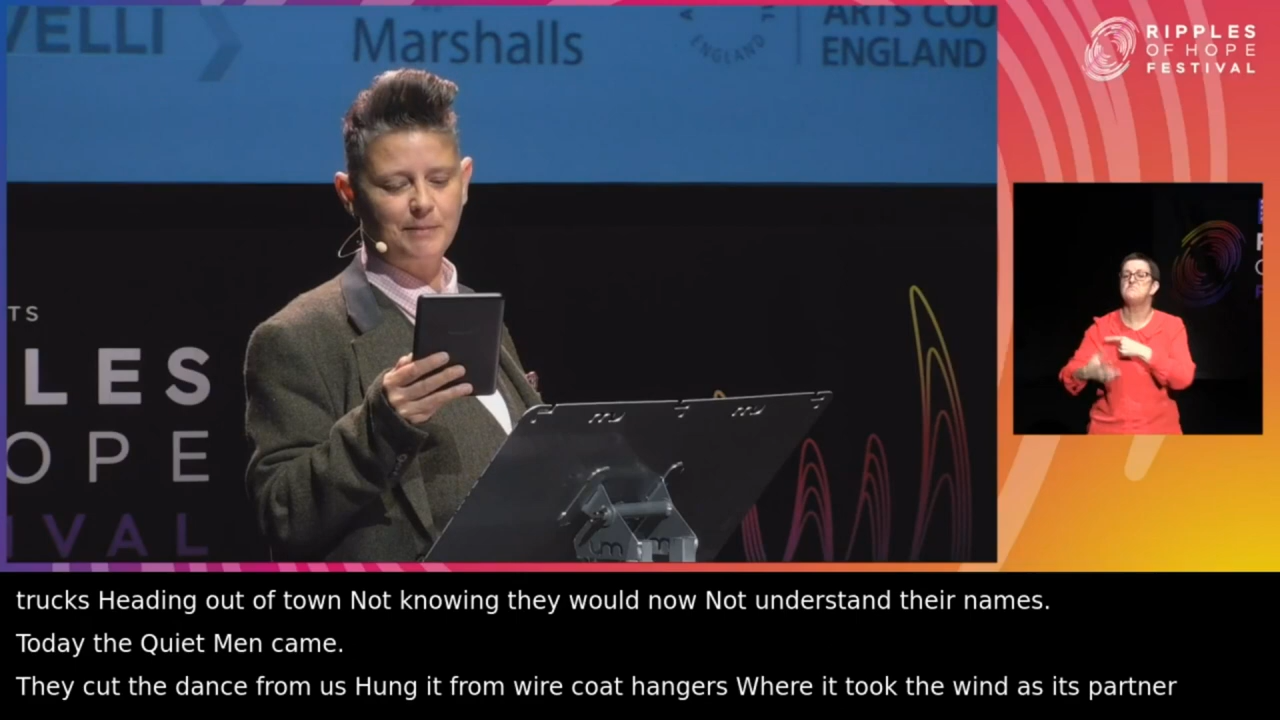 VELLI
Marshalls
ARTS COU
ENGLAND
ENGLAND
RIPPLES
OF HOPE
FESTIVAL
TS
LES
OPE
IVAL
trucks Heading out of town Not knowing they would now Not understand their names.
Today the Quiet Men came.
They cut the dance from us Hung it from wire coat hangers Where it took the wind as its partner